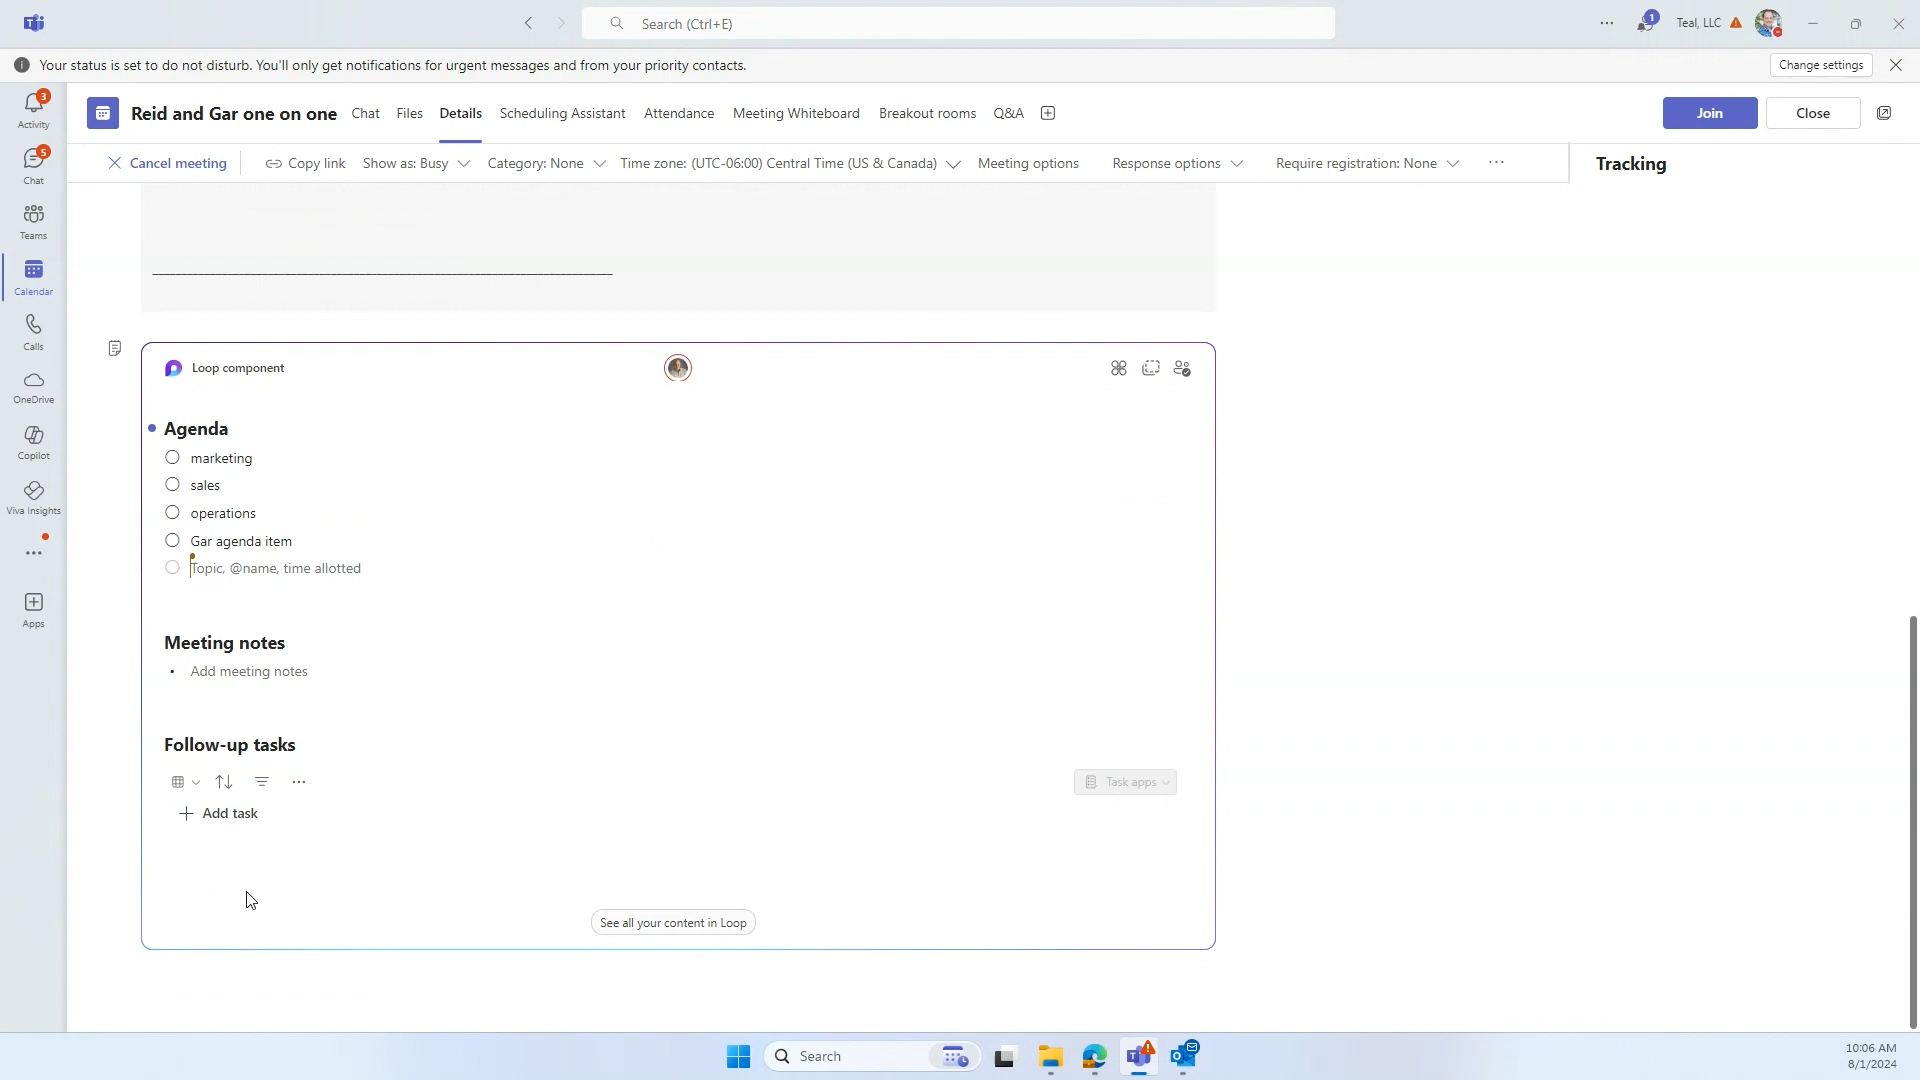 Search (Ctrl+E)
1
Teal, LLC
Your status is set to do not disturb. You'll only get notifications for urgent messages and from your priority contacts.
Change settings
3
Activity
5
Chat
Teams
Calendar
Calls
OneDrive
Copilot
Viva Insights
Apps
Reid and Gar one on one
Chat
Files
Details
Scheduling Assistant
Attendance
Meeting Whiteboard
Breakout rooms
Q&A
Join
Close
Cancel meeting
Copy link
Show as: Busy
Category: None
Time zone: (UTC-06:00) Central Time (US & Canada)
Meeting options
Response options
Require registration: None
Tracking
Loop component
Agenda
marketing
sales
operations
Gar agenda item
Topic, @name, time allotted
Meeting notes
Add meeting notes
Follow-up tasks
Task apps
Add task
See all your content in Loop
Search
10:06 AM
8/1/2024